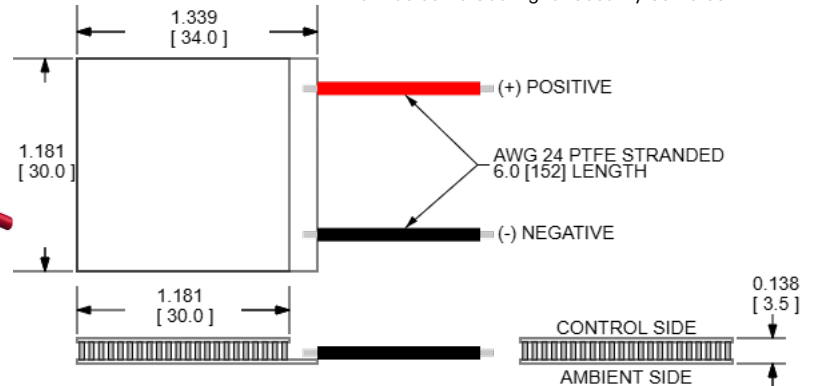 1.339
[ 34.0 ]
(+) POSITIVE
1.181
[ 30.0 ]
AWG 24 PTFE STRANDED
6.0 [152] LENGTH
(-) NEGATIVE
1.181
[ 30.0 ]
0.138
[ 3.5 ]
CONTROL SIDE
AMBIENT SIDE